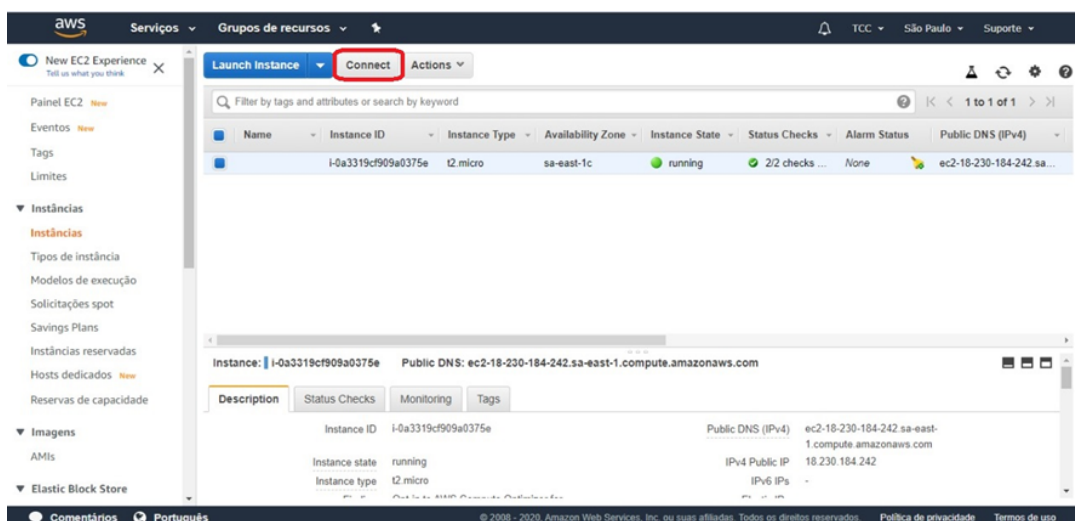 aws
Serviços
Grupos de recursos
TCC
São Paulo
Suporte
New EC2 Experience
Tell us what you think
Painel EC2 New
Eventos New
Tags
Limites
Instâncias
Instâncias
Tipos de instância
Modelos de execução
Solicitações spot
Savings Plans
Instâncias reservadas
Hosts dedicados New
Reservas de capacidade
Imagens
AMIs
Elastic Block Store
Launch Instance
Connect
Actions
Filter by tags and attributes or search by keyword
1 to 1 of 1
Name Instance ID Instance Type Availability Zone Instance State Status Checks Alarm Status Public DNS (IPv4)
i-0a3319cf909a0375e t2.micro sa-east-1c running 2/2 checks ... None ec2-18-230-184-242.sa...
Instance: i-0a3319cf909a0375e Public DNS: ec2-18-230-184-242.sa-east-1.compute.amazonaws.com
Description Status Checks Monitoring Tags
Instance ID i-0a3319cf909a0375e
Instance state running
Instance type t2.micro
Public DNS (IPv4) ec2-18-230-184-242.sa-east-
1.compute.amazonaws.com
IPv4 Public IP 18.230.184.242
IPv6 IPs -
Comentários
Português
© 2008 - 2020, Amazon Web Services, Inc. ou suas afiliadas. Todos os direitos reservados.
Política de privacidade
Termos de uso